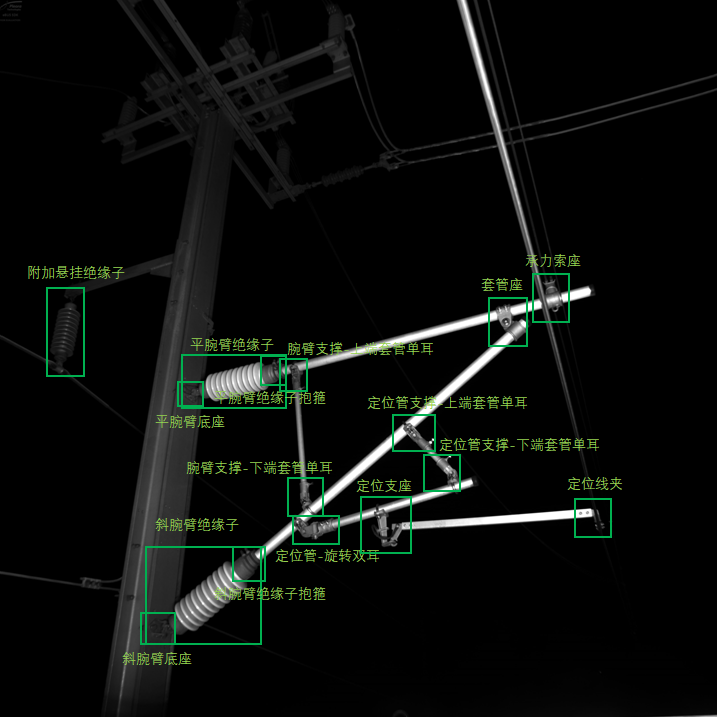 附加悬挂绝缘子
承力索座
套管座
平腕臂绝缘子
腕臂支撑-上端套管单耳
平腕臂绝缘子抱箍
定位管支撑-上端套管单耳
平腕臂底座
定位管支撑-下端套管单耳
腕臂支撑-下端套管单耳
定位支座
定位线夹
斜腕臂绝缘子
定位管-旋转双耳
斜腕臂绝缘子抱箍
斜腕臂底座